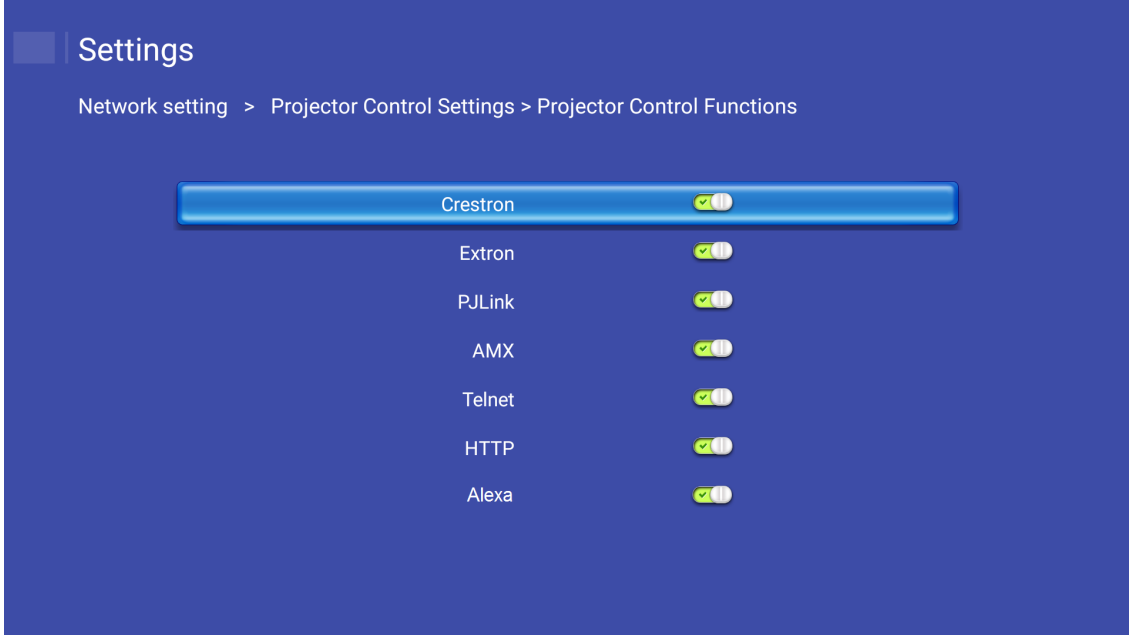 Settings
Network setting > Projector Control Settings > Projector Control Functions
Crestron
Extron
PJLink
AMX
Telnet
HTTP
Alexa